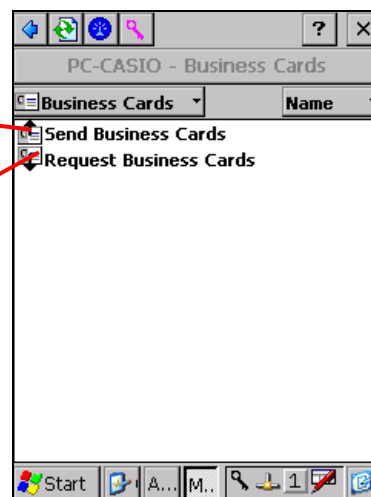 ?
PC-CASIO - Business Cards
Business Cards Name
Send Business Cards
Request Business Cards
Start A... M.. 1